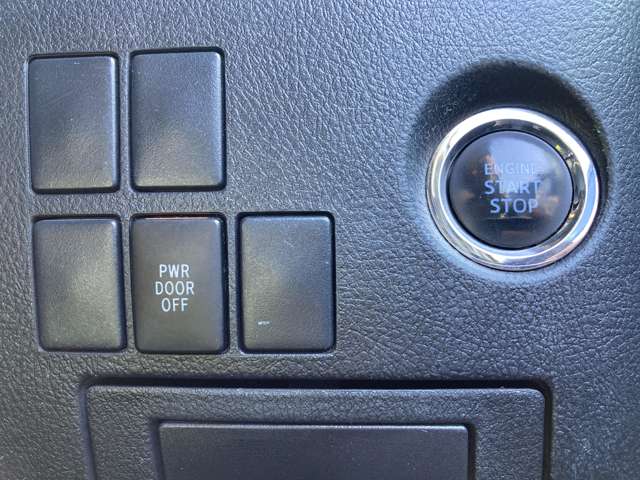 ENGINE
START
STOP
PWR
DOOR
OFF